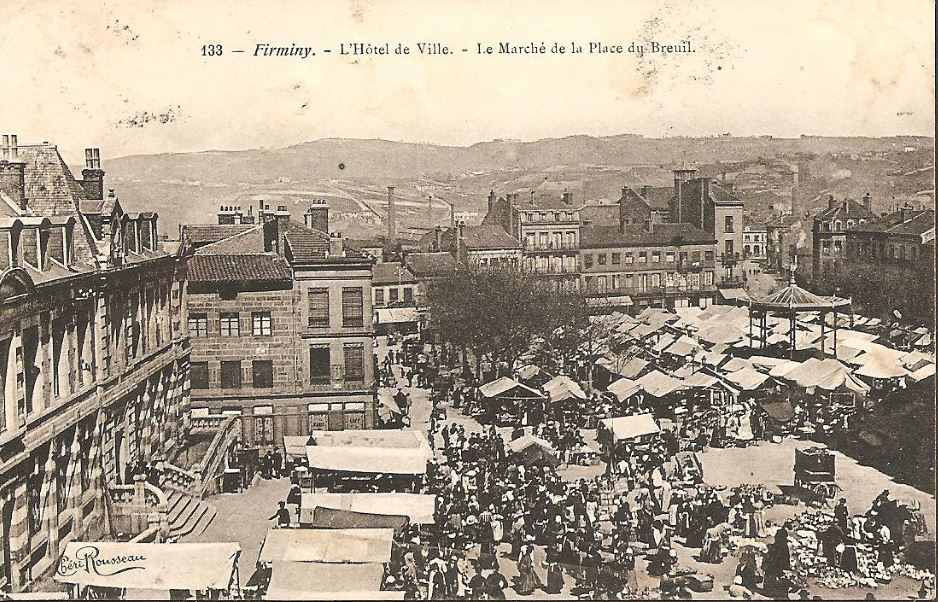 133 — Firminy. - L'Hôtel de Ville. - Le Marché de la Place du Breuil.
Céri Rousseau